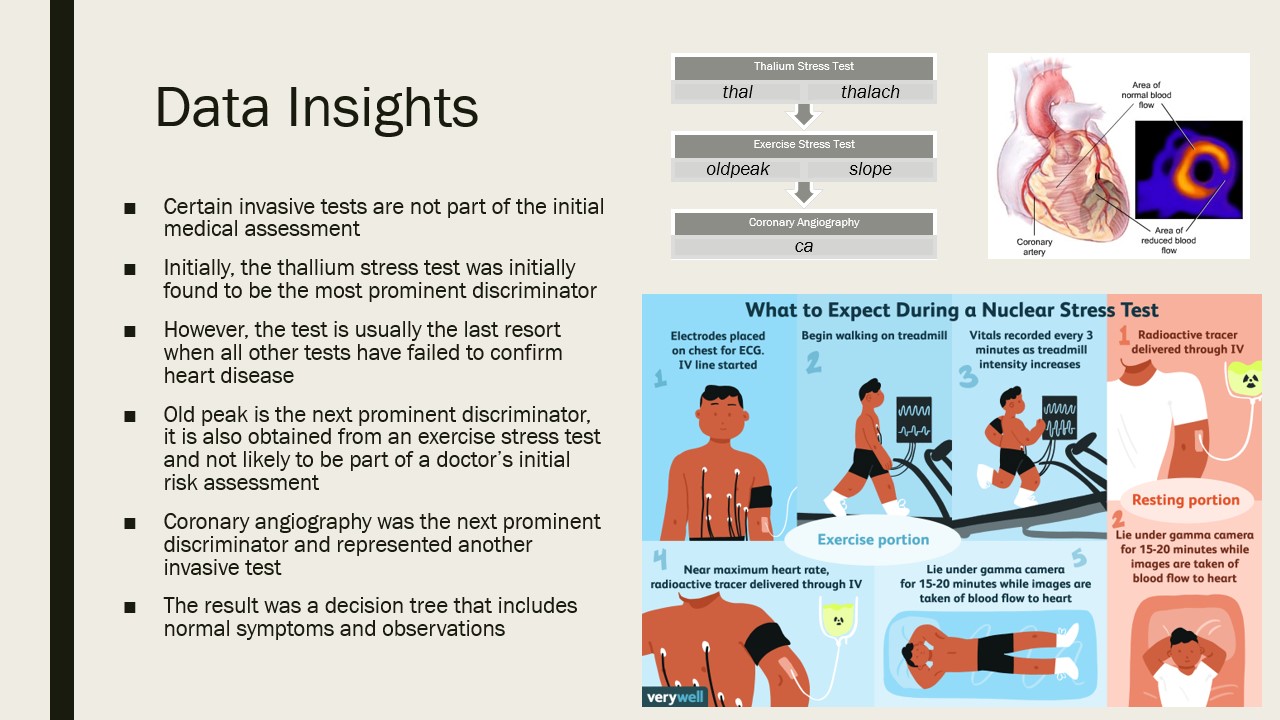 Data Insights
■ Certain invasive tests are not part of the initial
medical assessment
■ Initially, the thallium stress test was initially
found to be the most prominent discriminator
■ However, the test is usually the last resort
when all other tests have failed to confirm
heart disease
■ Old peak is the next prominent discriminator,
it is also obtained from an exercise stress test
and not likely to be part of a doctor's initial
risk assessment
■ Coronary angiography was the next prominent
discriminator and represented another
invasive test
■ The result was a decision tree that includes
normal symptoms and observations
Thalium Stress Test
thal thalach
Exercise Stress Test
oldpeak slope
Coronary Angiography
ca
Area of
normal blood
flow
Coronary
artery
Area of
reduced blood
flow
What to Expect During a Nuclear Stress Test
1
Electrodes placed
on chest for ECG.
IV line started
2
Begin walking on treadmill
3
Vitals recorded every 3
minutes as treadmill
intensity increases
Exercise portion
4
Near maximum heart rate,
radioactive tracer delivered through IV
5
Lie under gamma camera
for 15-20 minutes while images are
taken of blood flow to heart
1
Radioactive tracer
delivered through IV
Resting portion
2
Lie under gamma camera
for 15-20 minutes while
images are taken of
blood flow to heart
verywell